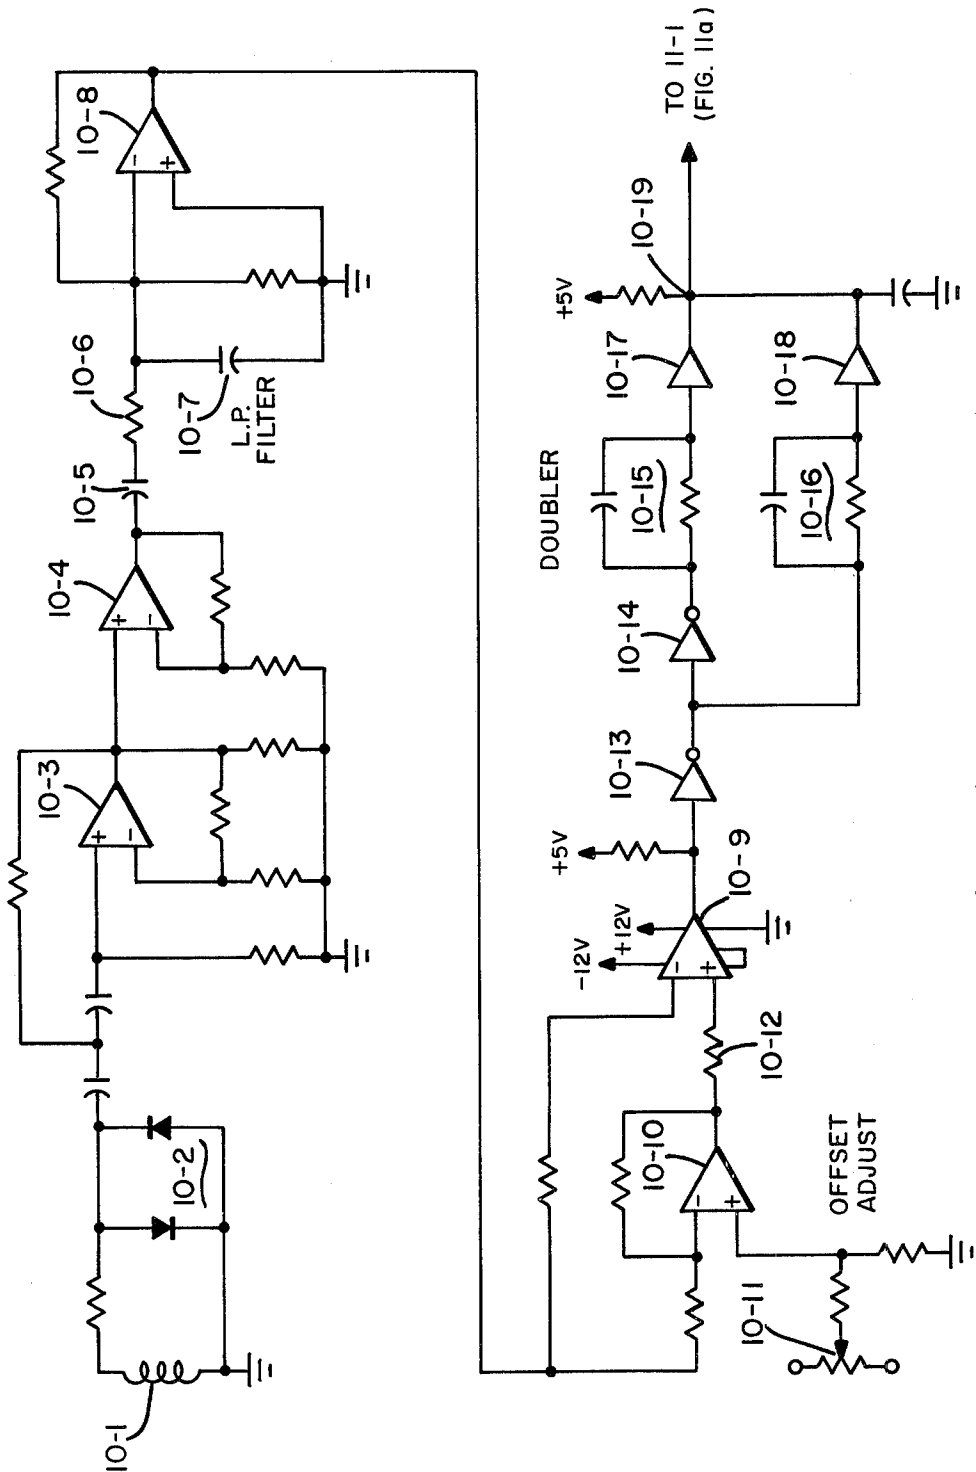 10-1
10-2
10-3
+
−
10-4
+
−
10-5
10-6
10-7
L.P.
FILTER
10-8
−
+
10-11
OFFSET
ADJUST
10-10
−
+
10-12
-12V
+12V
−
+
10-9
+5V
10-13
10-14
DOUBLER
10-15
10-16
10-17
10-18
+5V
10-19
TO 11-1
(FIG. 11a)